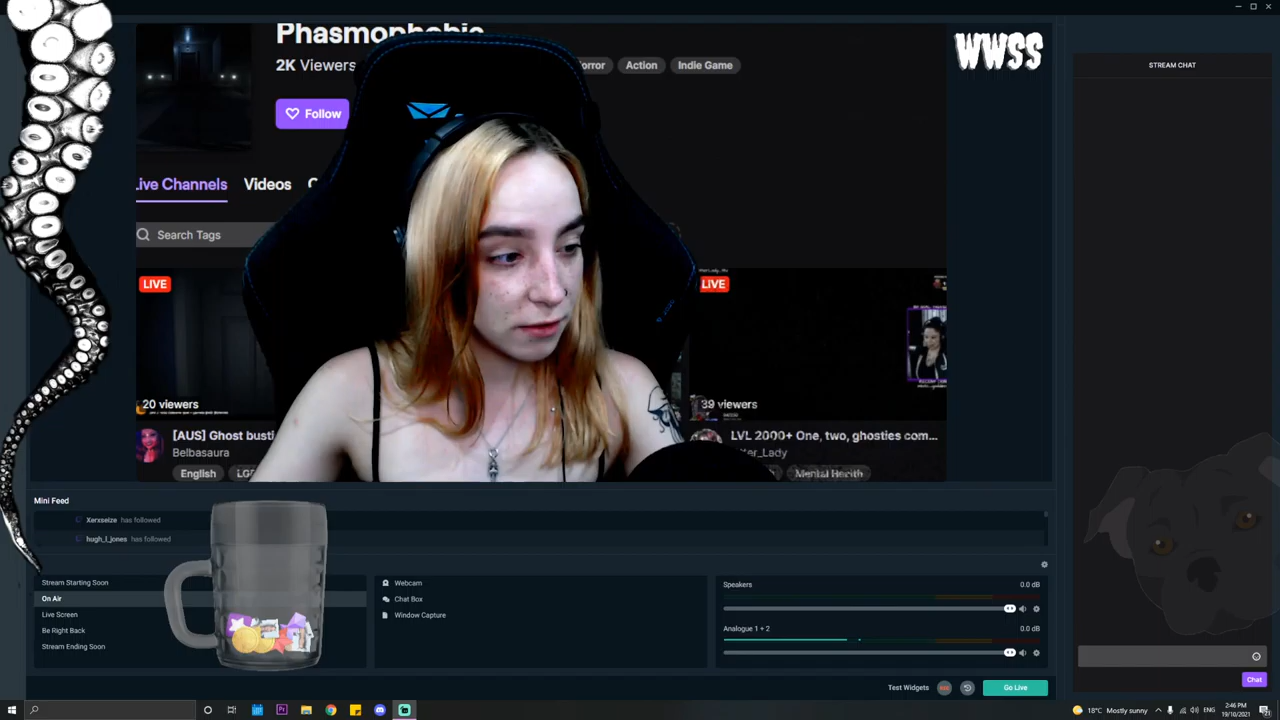 Phasmophobia
2K Viewers
Action
Indie Game
WWSS
STREAM CHAT
Follow
Live Channels
Videos
Search Tags
LIVE
LIVE
20 viewers
39 viewers
[AUS] Ghost busti
LVL 2000+ One, two, ghosties com...
Belbasaura
English
Mental Health
Mini Feed
Xerxseize has followed
hugh_l_jones has followed
Stream Starting Soon
On Air
Live Screen
Be Right Back
Stream Ending Soon
Webcam
Chat Box
Window Capture
Speakers
0.0 dB
Analogue 1 + 2
0.0 dB
Test Widgets
Go Live
Chat
18°C Mostly sunny
ENG
2:46 PM
19/10/2021